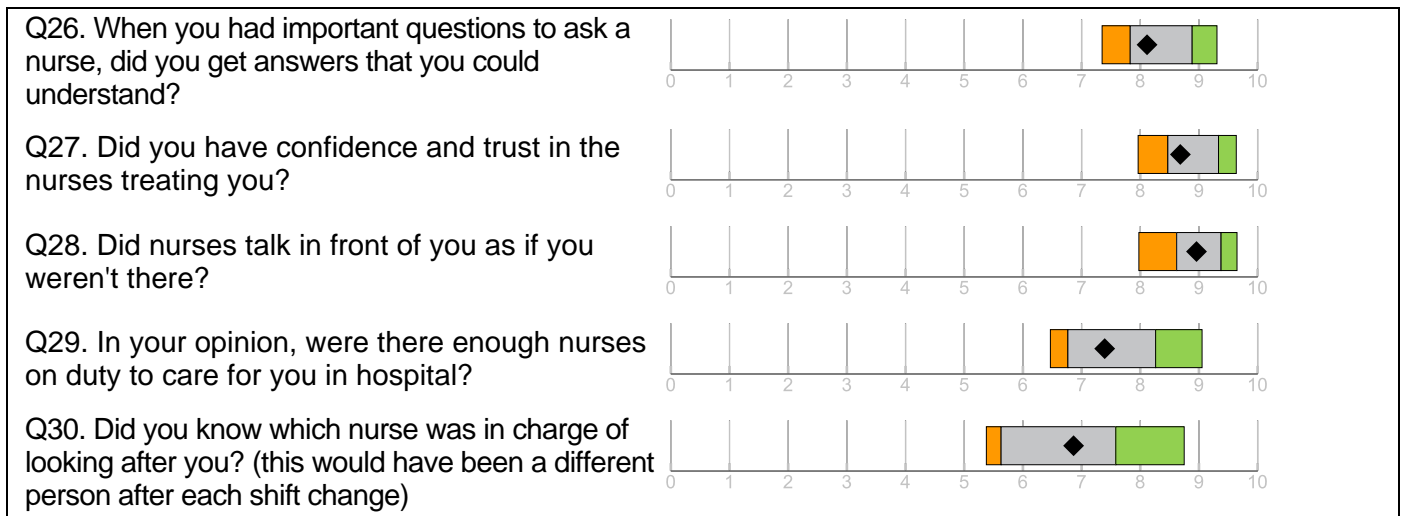 Q26. When you had important questions to ask a
nurse, did you get answers that you could
understand?
0 1 2 3 4 5 6 7 8 9 10
Q27. Did you have confidence and trust in the
nurses treating you?
0 1 2 3 4 5 6 7 8 9 10
Q28. Did nurses talk in front of you as if you
weren't there?
0 1 2 3 4 5 6 7 8 9 10
Q29. In your opinion, were there enough nurses
on duty to care for you in hospital?
0 1 2 3 4 5 6 7 8 9 10
Q30. Did you know which nurse was in charge of
looking after you? (this would have been a different
person after each shift change)
0 1 2 3 4 5 6 7 8 9 10